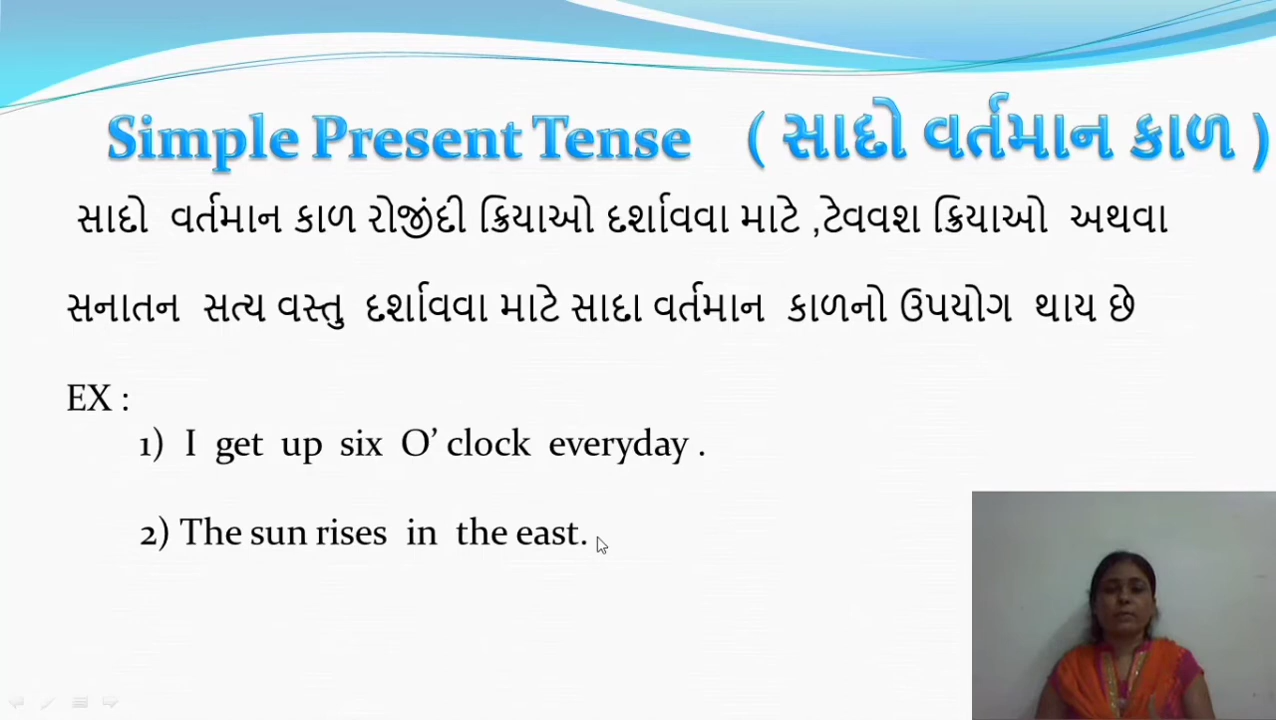 Simple Present Tense ( સાદો વર્તમાન કાળ )
સાદો વર્તમાન કાળ રોજીંદી ક્રિયાઓ દર્શાવવા માટે ,ટેવવશ ક્રિયાઓ અથવા
સનાતન સત્ય વસ્તુ દર્શાવવા માટે સાદા વર્તમાન કાળનો ઉપયોગ થાય છે
EX :
1) I get up six O’ clock everyday .
2) The sun rises in the east.